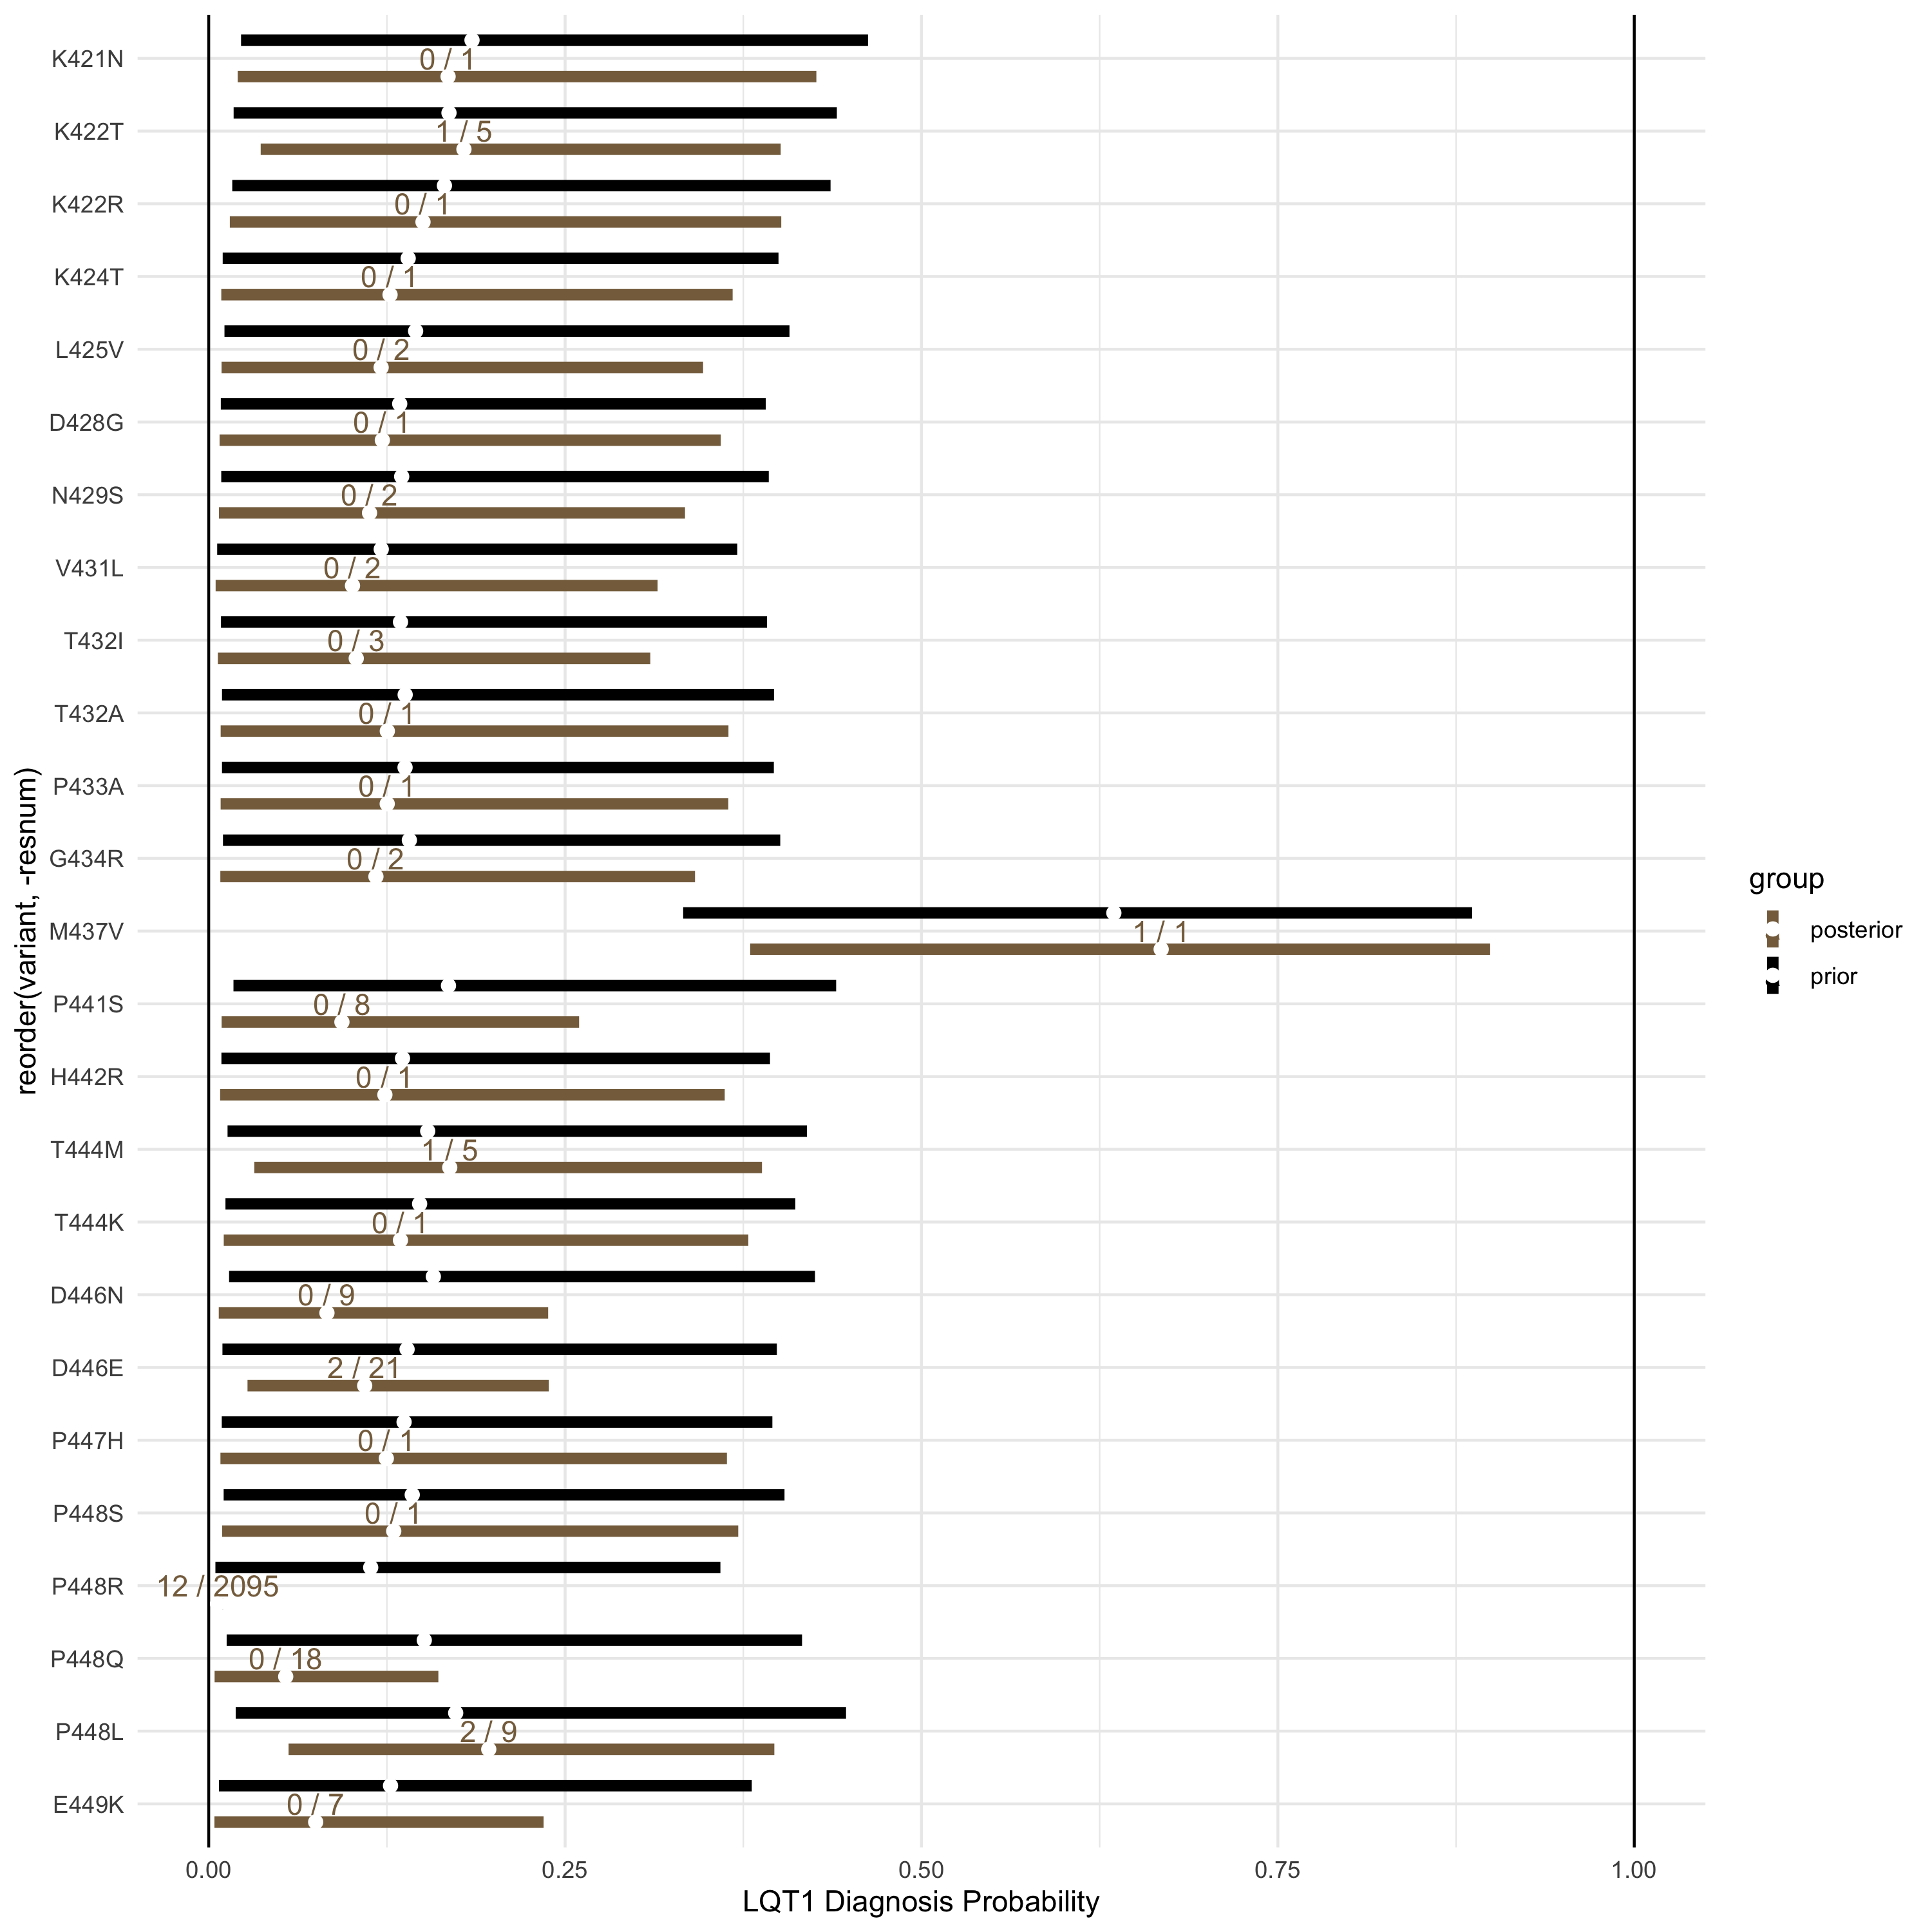 K421N
0 / 1
K422T
1 / 5
K422R
0 / 1
K424T
0 / 1
L425V
0 / 2
D428G
0 / 1
N429S
0 / 2
V431L
0 / 2
T432I
0 / 3
T432A
0 / 1
P433A
0 / 1
G434R
0 / 2
M437V
1 / 1
P441S
0 / 8
H442R
0 / 1
T444M
1 / 5
T444K
0 / 1
D446N
0 / 9
D446E
2 / 21
P447H
0 / 1
P448S
0 / 1
P448R
12 / 2095
P448Q
0 / 18
P448L
2 / 9
E449K
0 / 7
reorder(variant, -resnum)
0.00 0.25 0.50 0.75 1.00
LQT1 Diagnosis Probability
group
posterior
prior